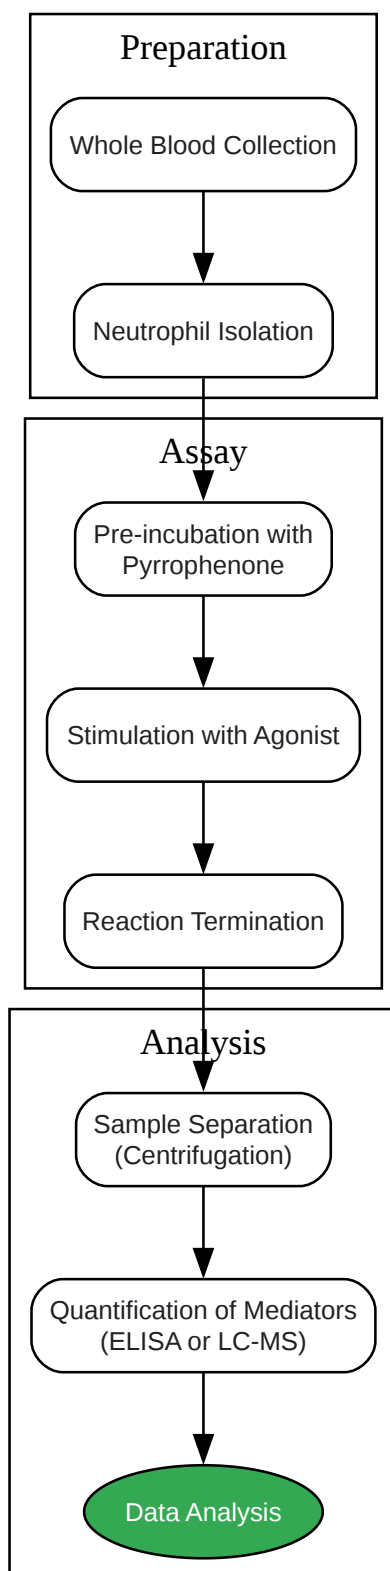 Preparation
Whole Blood Collection
Neutrophil Isolation
Assay
Pre-incubation with
Pyrrophenone
Stimulation with Agonist
Reaction Termination
Analysis
Sample Separation
(Centrifugation)
Quantification of Mediators
(ELISA or LC-MS)
Data Analysis